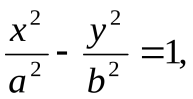 x²/a² - y²/b² =1,